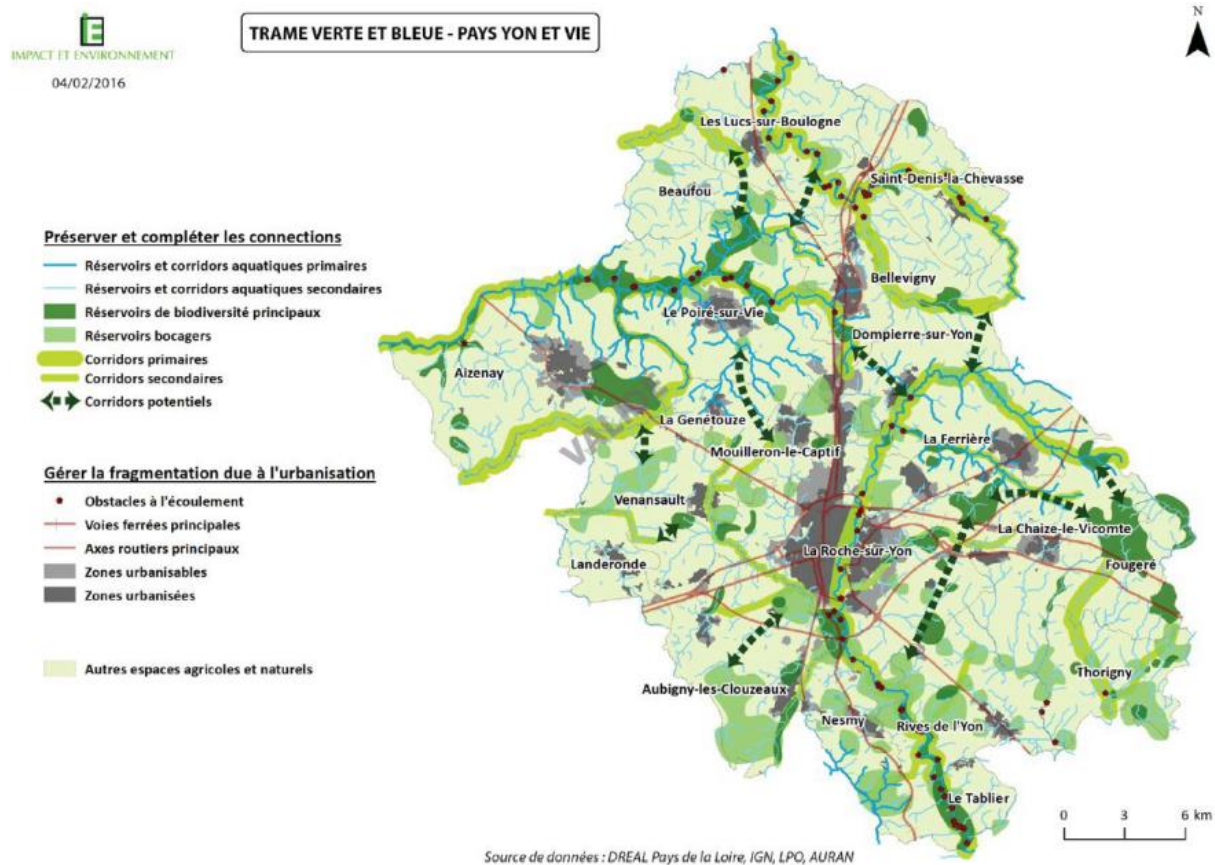 IMPACT ET ENVIRONNEMENT
04/02/2016
TRAME VERTE ET BLEUE - PAYS YON ET VIE
N
Préserver et compléter les connections
Réservoirs et corridors aquatiques primaires
Réservoirs et corridors aquatiques secondaires
Réservoirs de biodiversité principaux
Réservoirs bocagers
Corridors primaires
Corridors secondaires
Corridors potentiels
Gérer la fragmentation due à l'urbanisation
Obstacles à l'écoulement
Voies ferrées principales
Axes routiers principaux
Zones urbanisables
Zones urbanisées
Autres espaces agricoles et naturels
Les Lucs-sur-Boulogne
Saint-Denis-la-Chevasse
Beaufou
Bellevigny
Le Poiré-sur-Vie
Dompierre-sur-Yon
Aizenay
La Genétouze
La Ferrière
Mouilleron-le-Captif
Venansault
La Chaize-le-Vicomte
La Roche-sur-Yon
Landeronde
Fougeré
Thorigny
Aubigny-les-Clouzeaux
Nesmy
Rives de l'Yon
Le Tablier
0 3 6 km
Source de données : DREAL Pays de la Loire, IGN, LPO, AURAN